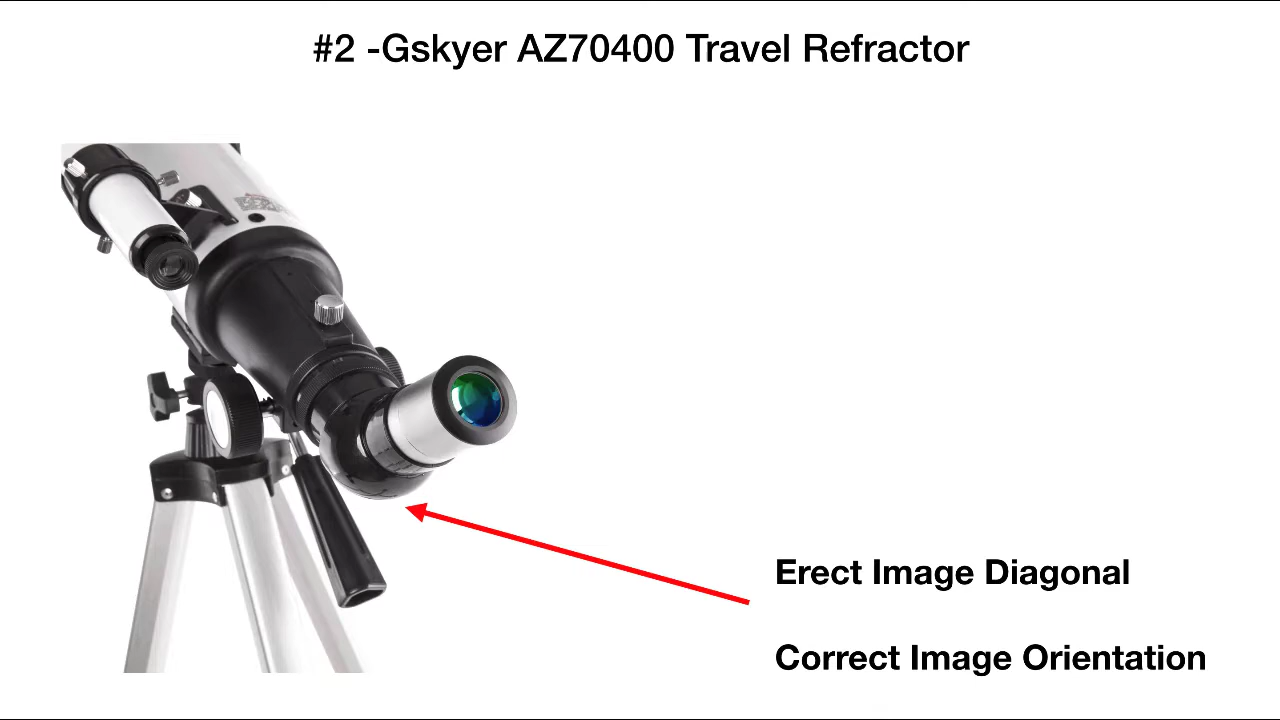 #2 -Gskyer AZ70400 Travel Refractor
Erect Image Diagonal
Correct Image Orientation